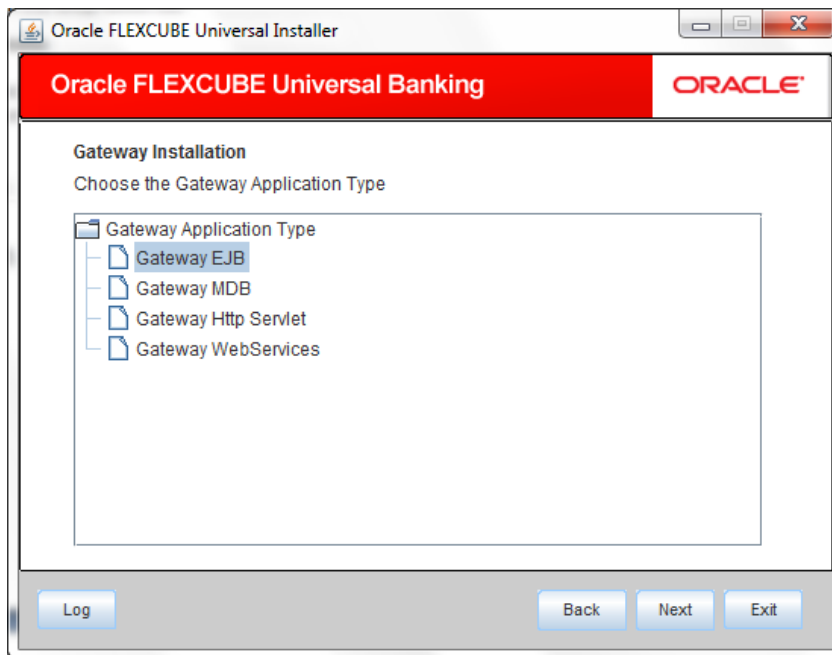 Oracle FLEXCUBE Universal Installer
Oracle FLEXCUBE Universal Banking
ORACLE
Gateway Installation
Choose the Gateway Application Type
Gateway Application Type
Gateway EJB
Gateway MDB
Gateway Http Servlet
Gateway WebServices
Log Back Next Exit